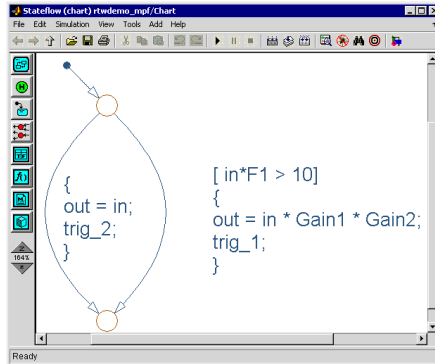 Stateflow (chart) rtwdemo_mpf/Chart
File Edit Simulation View Tools Add Help
{
out = in;
trig_2;
}
[ in*F1 > 10]
{
out = in * Gain1 * Gain2;
trig_1;
}
164%
Ready